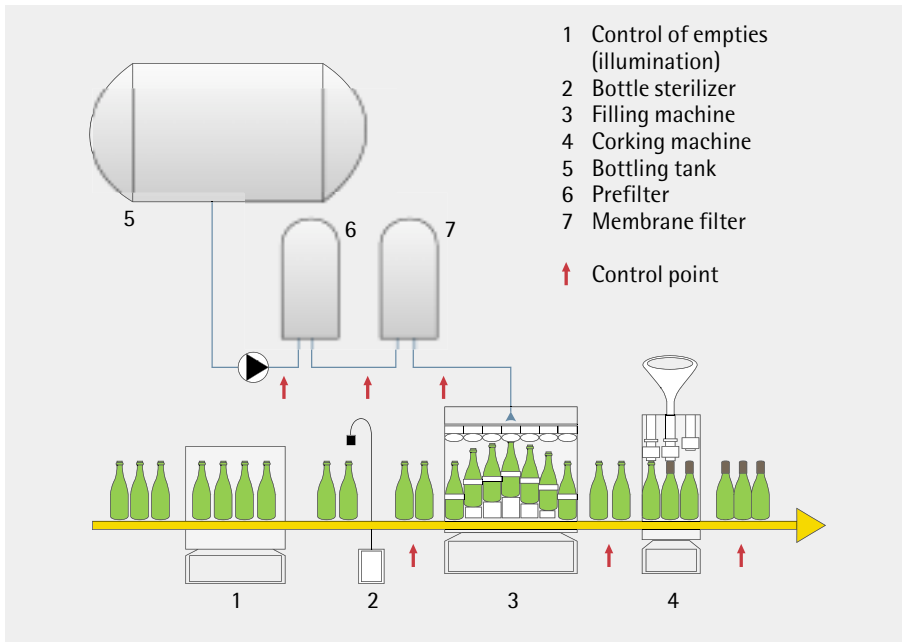 1 Control of empties
(illumination)
2 Bottle sterilizer
3 Filling machine
4 Corking machine
5 Bottling tank
6 Prefilter
7 Membrane filter
Control point
5
6
7
1
2
3
4